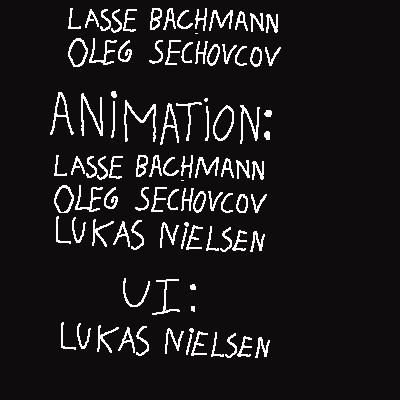 LASSE BACHMANN
OLEG SECHOVCOV
ANiMATiON:
LASSE BACHMANN
OLEG SECHOVCOV
LUKAS NiELSEN
UI:
LUKAS NiELSEN